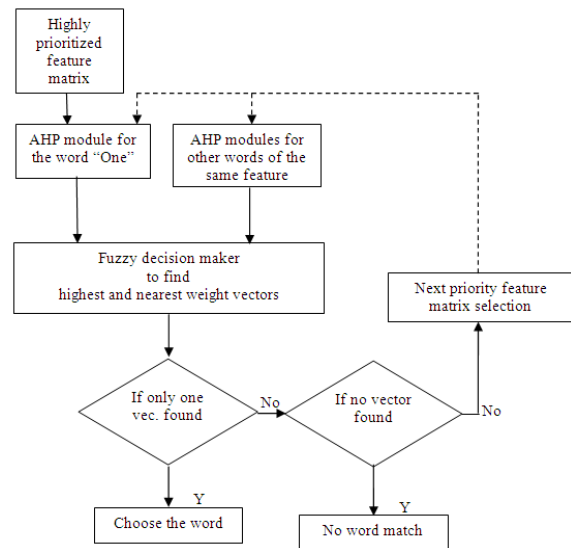 Highly
prioritized
feature
matrix
AHP module for
the word “One”
AHP modules for
other words of the
same feature
Fuzzy decision maker
to find
highest and nearest weight vectors
Next priority feature
matrix selection
If only one
vec. found
No
If no vector
found
No
Y
Choose the word
Y
No word match